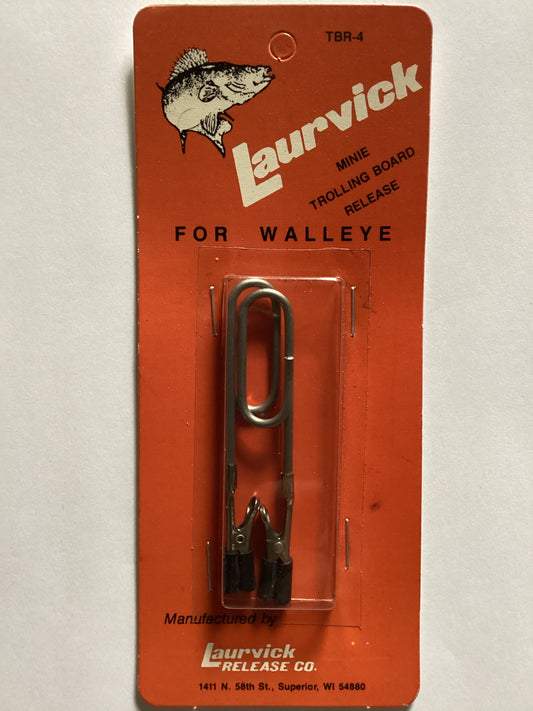 TBR-4
Laurvick
MINIE
TROLLING BOARD
RELEASE
FOR WALLEYE
Manufactured by
Laurvick
RELEASE CO.
1411 N. 58th St., Superior, WI 54880